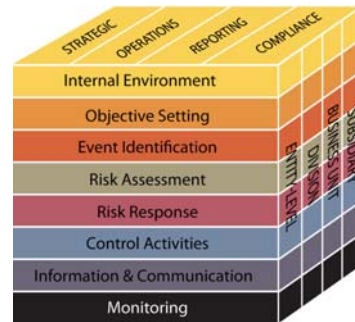 STRATEGIC
OPERATIONS
REPORTING
COMPLIANCE
Internal Environment
Objective Setting
Event Identification
Risk Assessment
Risk Response
Control Activities
Information & Communication
Monitoring
ENTITY-LEVEL
DIVISION
BUSINESS UNIT